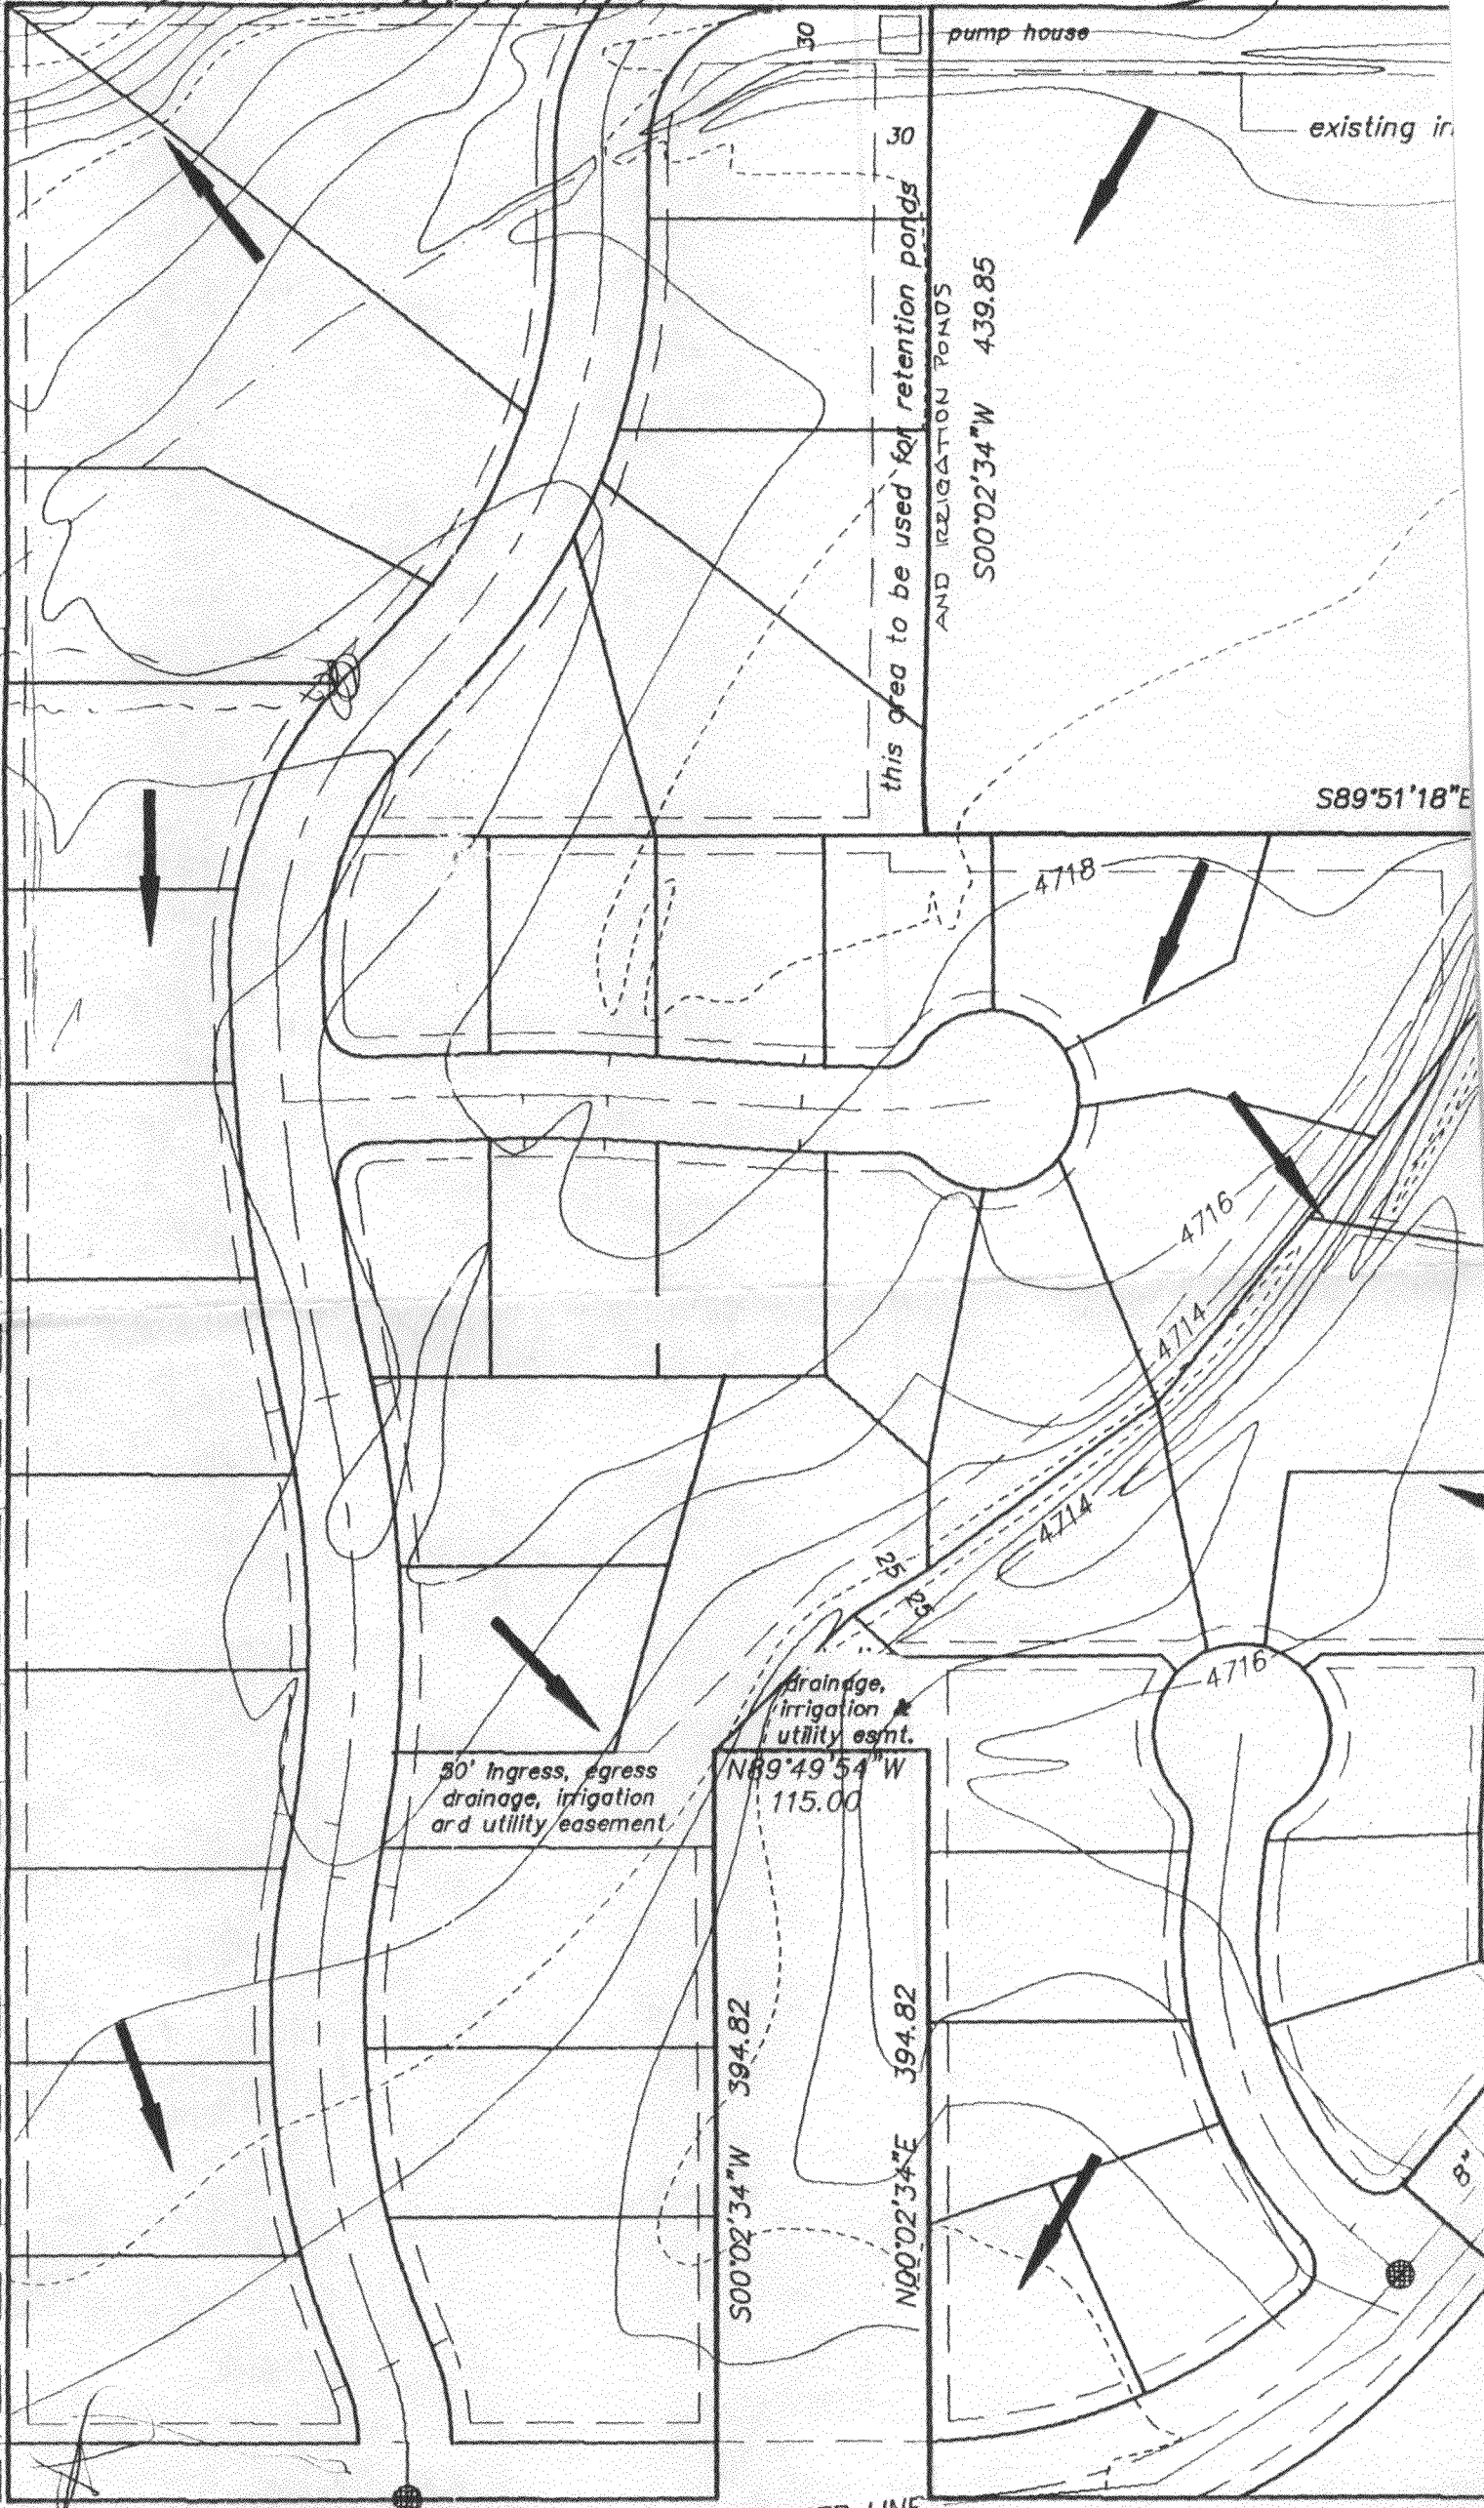 30
pump house
30
existing
this area to be used for retention ponds
AND IRRIGATION PONDS
S00°02'34"W 439.85
S89°51'18"E
4718
4716
4714
4714
25
25
4716
drainage,
irrigation &
utility esmt.
N89°49'54"W
115.00
50' Ingress, egress
drainage, irrigation
and utility easement
S00°02'34"W 394.82
N00°02'34"E 394.82
8"
LINE